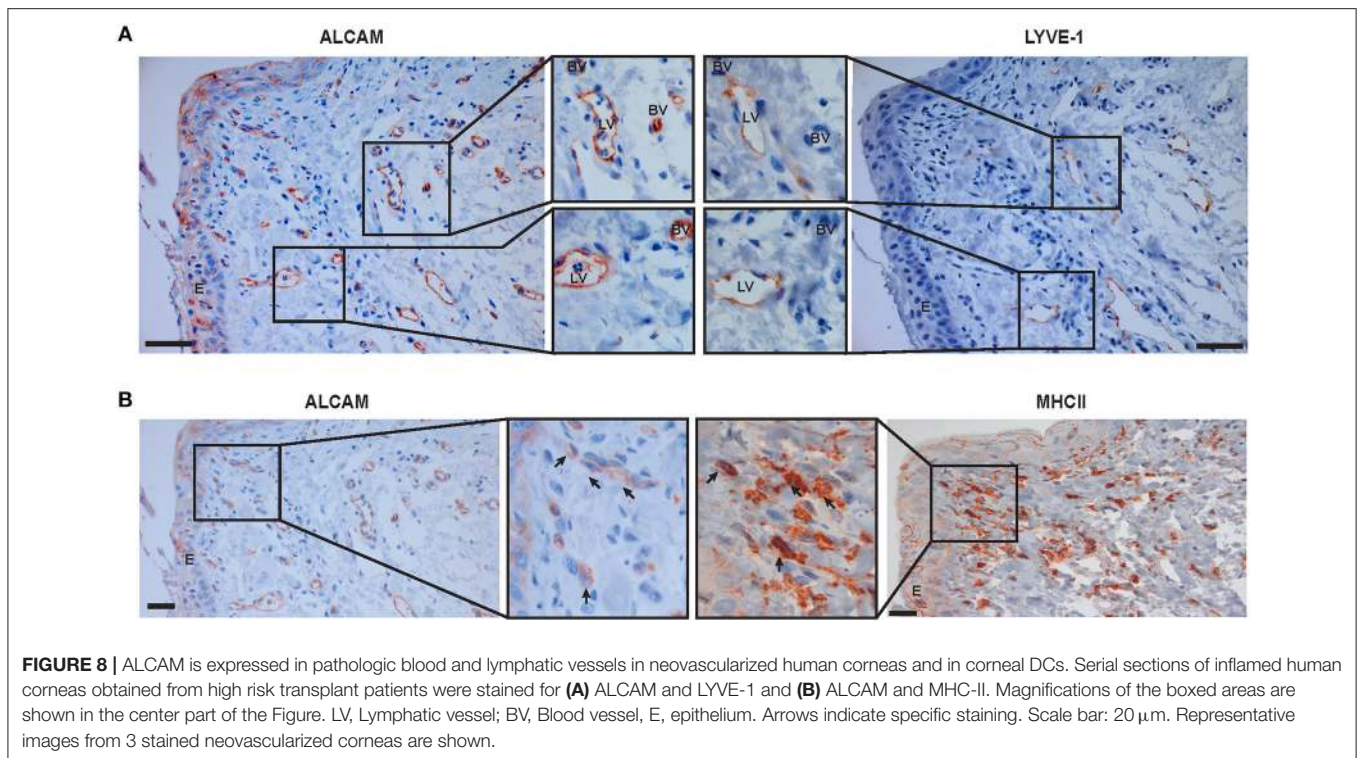 A
ALCAM
LYVE-1
BV
BV
LV
BV
LV
BV
E
BV
LV
BV
LV
E
B
ALCAM
MHCII
E
E
FIGURE 8 | ALCAM is expressed in pathologic blood and lymphatic vessels in neovascularized human corneas and in corneal DCs. Serial sections of inflamed human
corneas obtained from high risk transplant patients were stained for (A) ALCAM and LYVE-1 and (B) ALCAM and MHC-II. Magnifications of the boxed areas are
shown in the center part of the Figure. LV, Lymphatic vessel; BV, Blood vessel, E, epithelium. Arrows indicate specific staining. Scale bar: 20 μm. Representative
images from 3 stained neovascularized corneas are shown.